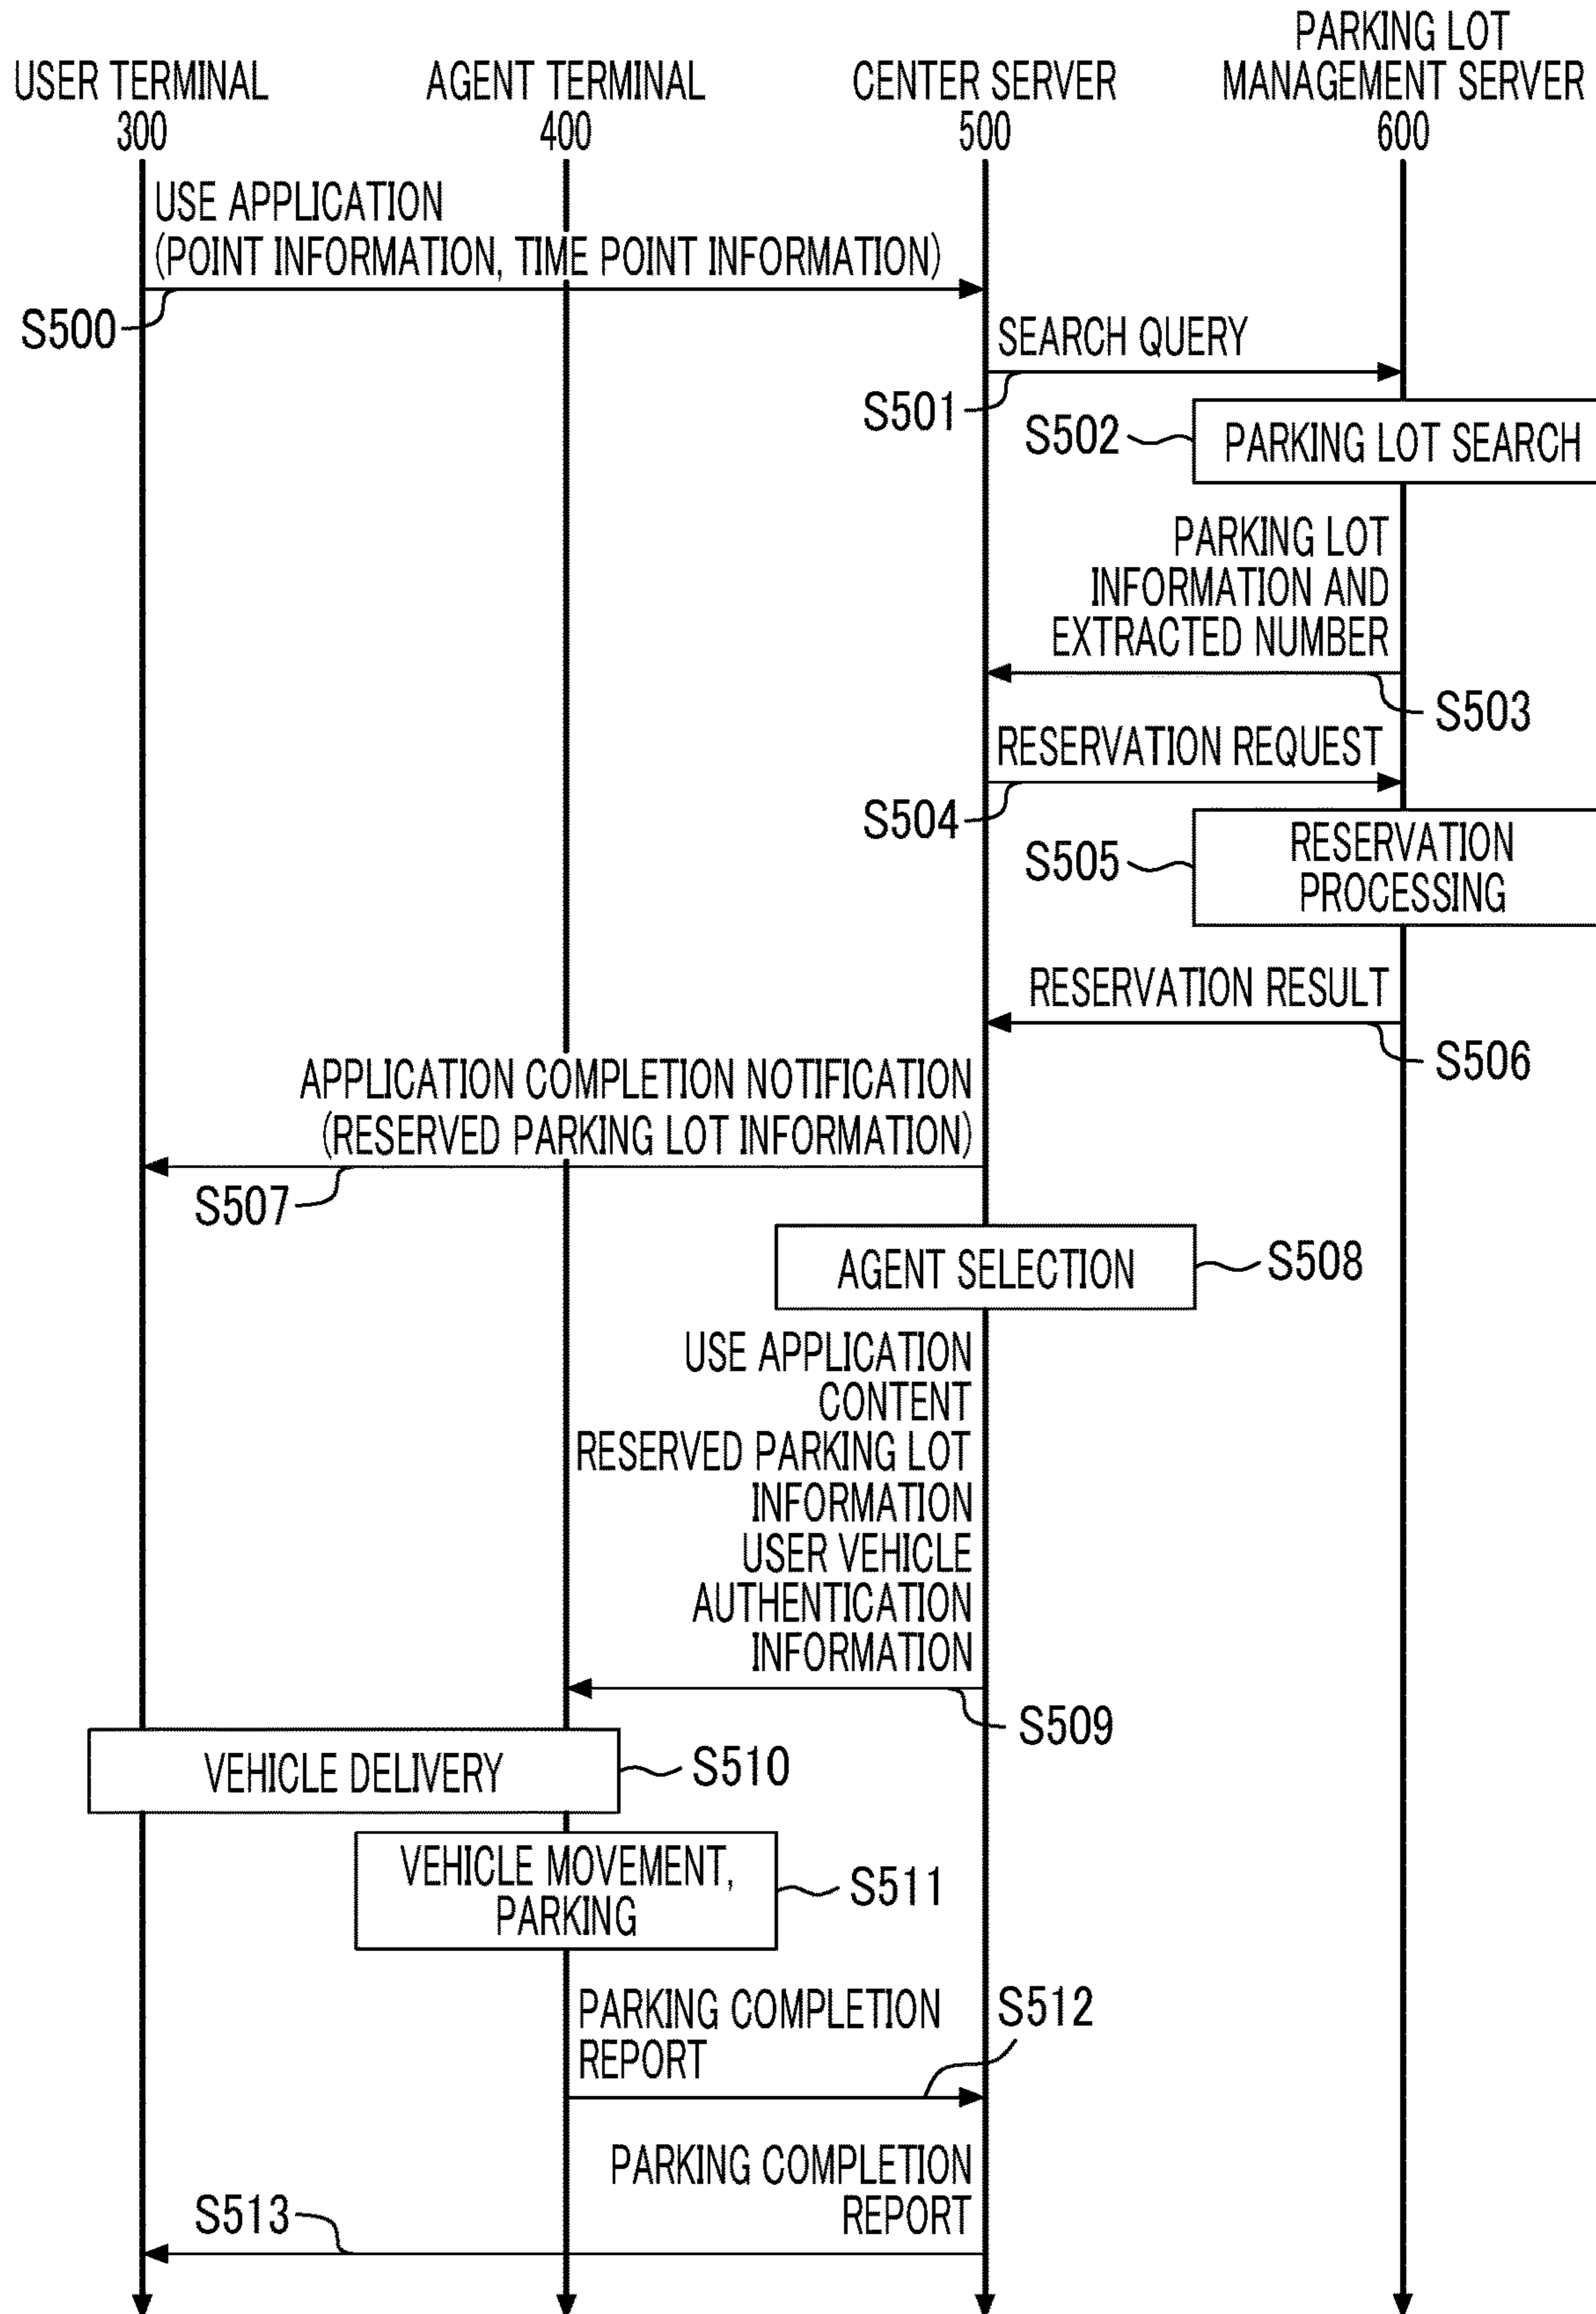 USER TERMINAL
300
AGENT TERMINAL
400
CENTER SERVER
500
PARKING LOT
MANAGEMENT SERVER
600
USE APPLICATION
(POINT INFORMATION, TIME POINT INFORMATION)
S500
SEARCH QUERY
S501
S502
PARKING LOT SEARCH
PARKING LOT
INFORMATION AND
EXTRACTED NUMBER
S503
RESERVATION REQUEST
S504
S505
RESERVATION
PROCESSING
RESERVATION RESULT
S506
APPLICATION COMPLETION NOTIFICATION
(RESERVED PARKING LOT INFORMATION)
S507
AGENT SELECTION
S508
USE APPLICATION
CONTENT
RESERVED PARKING LOT
INFORMATION
USER VEHICLE
AUTHENTICATION
INFORMATION
S509
VEHICLE DELIVERY
S510
VEHICLE MOVEMENT,
PARKING
S511
PARKING COMPLETION
REPORT
S512
PARKING COMPLETION
REPORT
S513